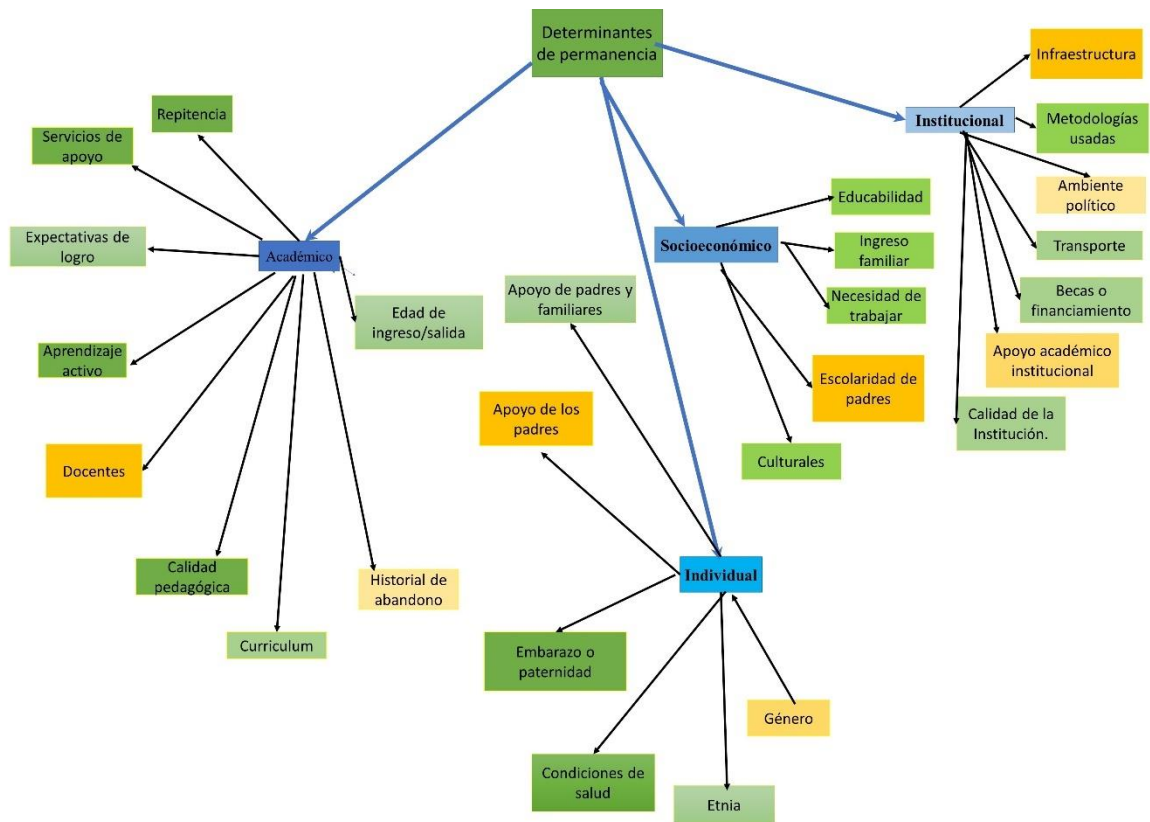 Determinantes
de permanencia
Repitencia
Servicios de
apoyo
Expectativas de
logro
Académico
Edad de
ingreso/salida
Aprendizaje
activo
Docentes
Calidad
pedagógica
Curriculum
Historial de
abandono
Apoyo de padres y
familiares
Apoyo de los
padres
Individual
Embarazo o
paternidad
Género
Condiciones de
salud
Etnia
Socioeconómico
Educabilidad
Ingreso
familiar
Necesidad de
trabajar
Escolaridad de
padres
Culturales
Institucional
Infraestructura
Metodologías
usadas
Ambiente
político
Transporte
Becas o
financiamiento
Apoyo académico
institucional
Calidad de la
Institución.